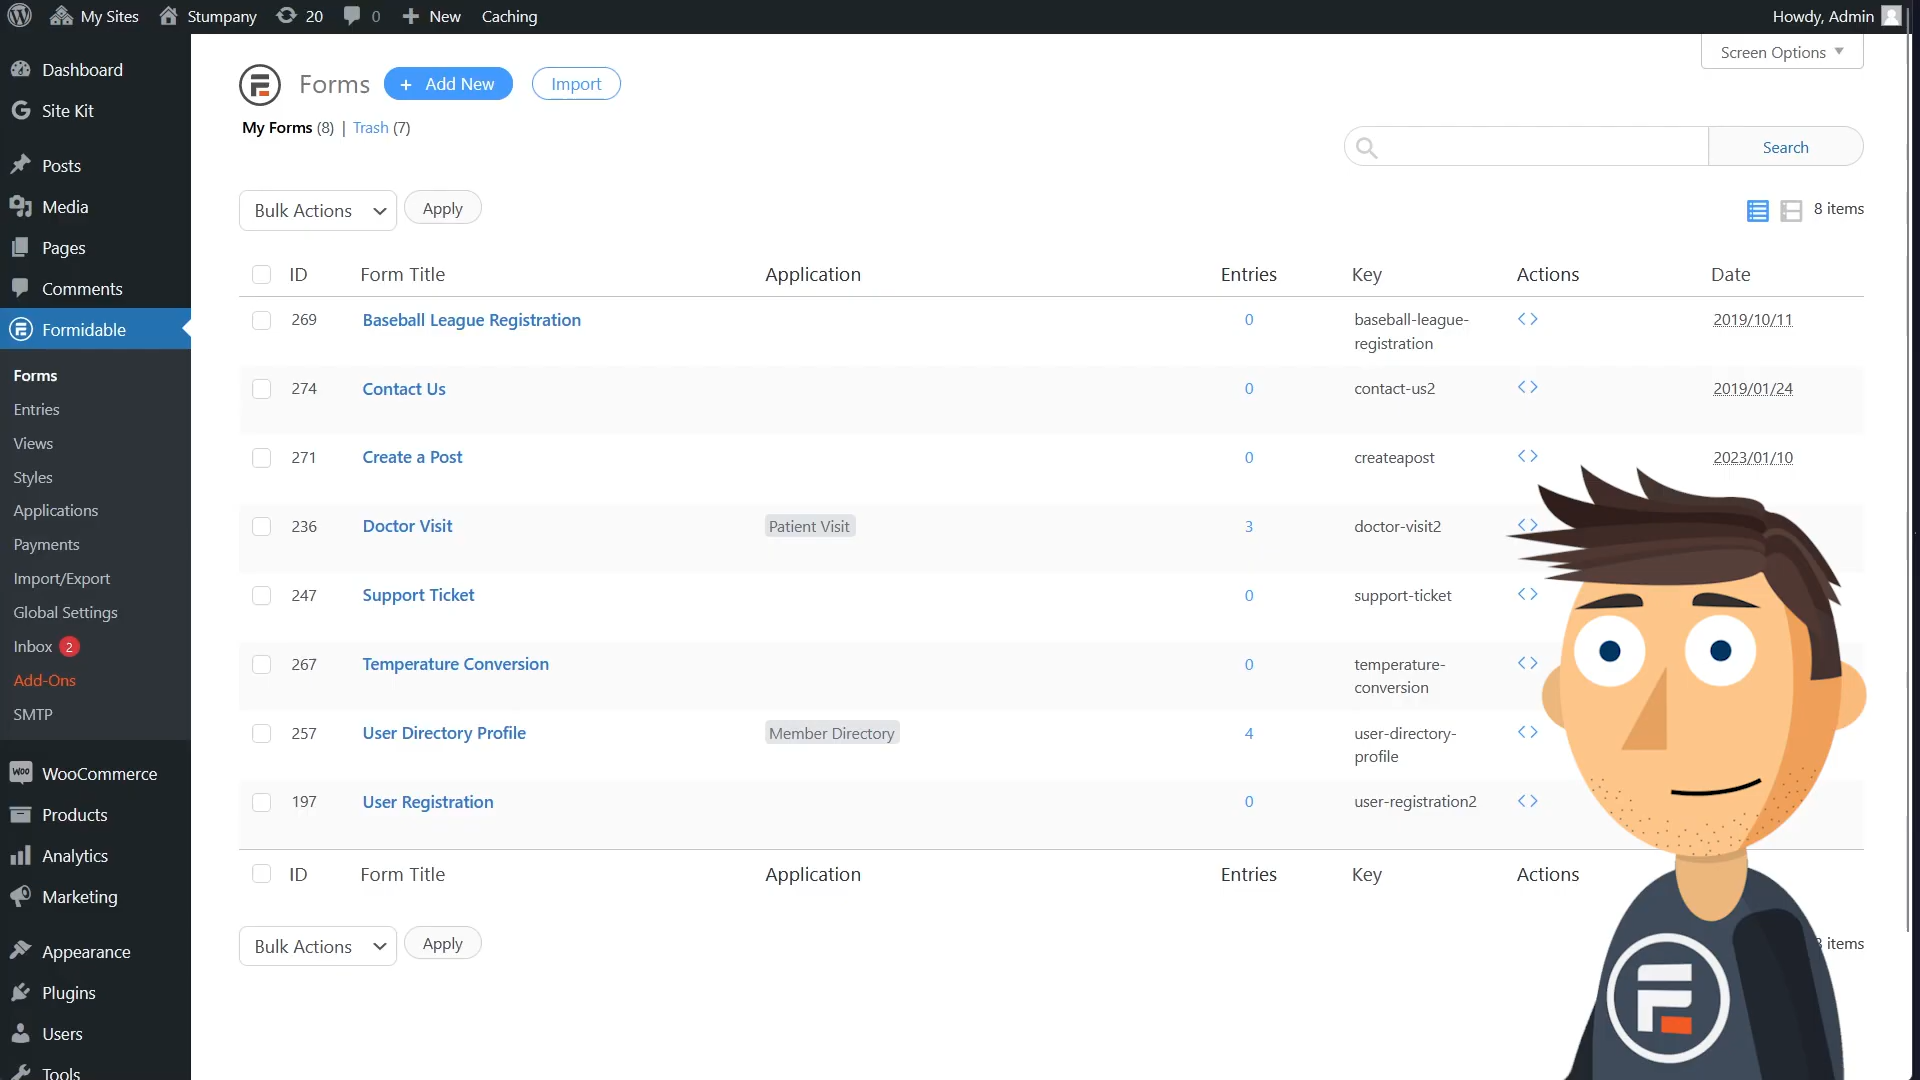 My Sites Stumpany 20 0 New Caching Howdy, Admin
Screen Options
Dashboard
Site Kit
Posts
Media
Pages
Comments
Formidable
Forms
Entries
Views
Styles
Applications
Payments
Import/Export
Global Settings
Inbox 2
Add-Ons
SMTP
WOO WooCommerce
Products
Analytics
Marketing
Appearance
Plugins
Users
Tools
Forms + Add New Import
My Forms (8) | Trash (7)
Search
Bulk Actions Apply 8 items
ID Form Title Application Entries Key Actions Date
269 Baseball League Registration 0 baseball-league- <> 2019/10/11
registration
274 Contact Us 0 contact-us2 <> 2019/01/24
271 Create a Post 0 createapost <> 2023/01/10
236 Doctor Visit Patient Visit 3 doctor-visit2 <>
247 Support Ticket 0 support-ticket <>
267 Temperature Conversion 0 temperature- <>
conversion
257 User Directory Profile Member Directory 4 user-directory- <>
profile
197 User Registration 0 user-registration2 <>
ID Form Title Application Entries Key Actions
Bulk Actions Apply items